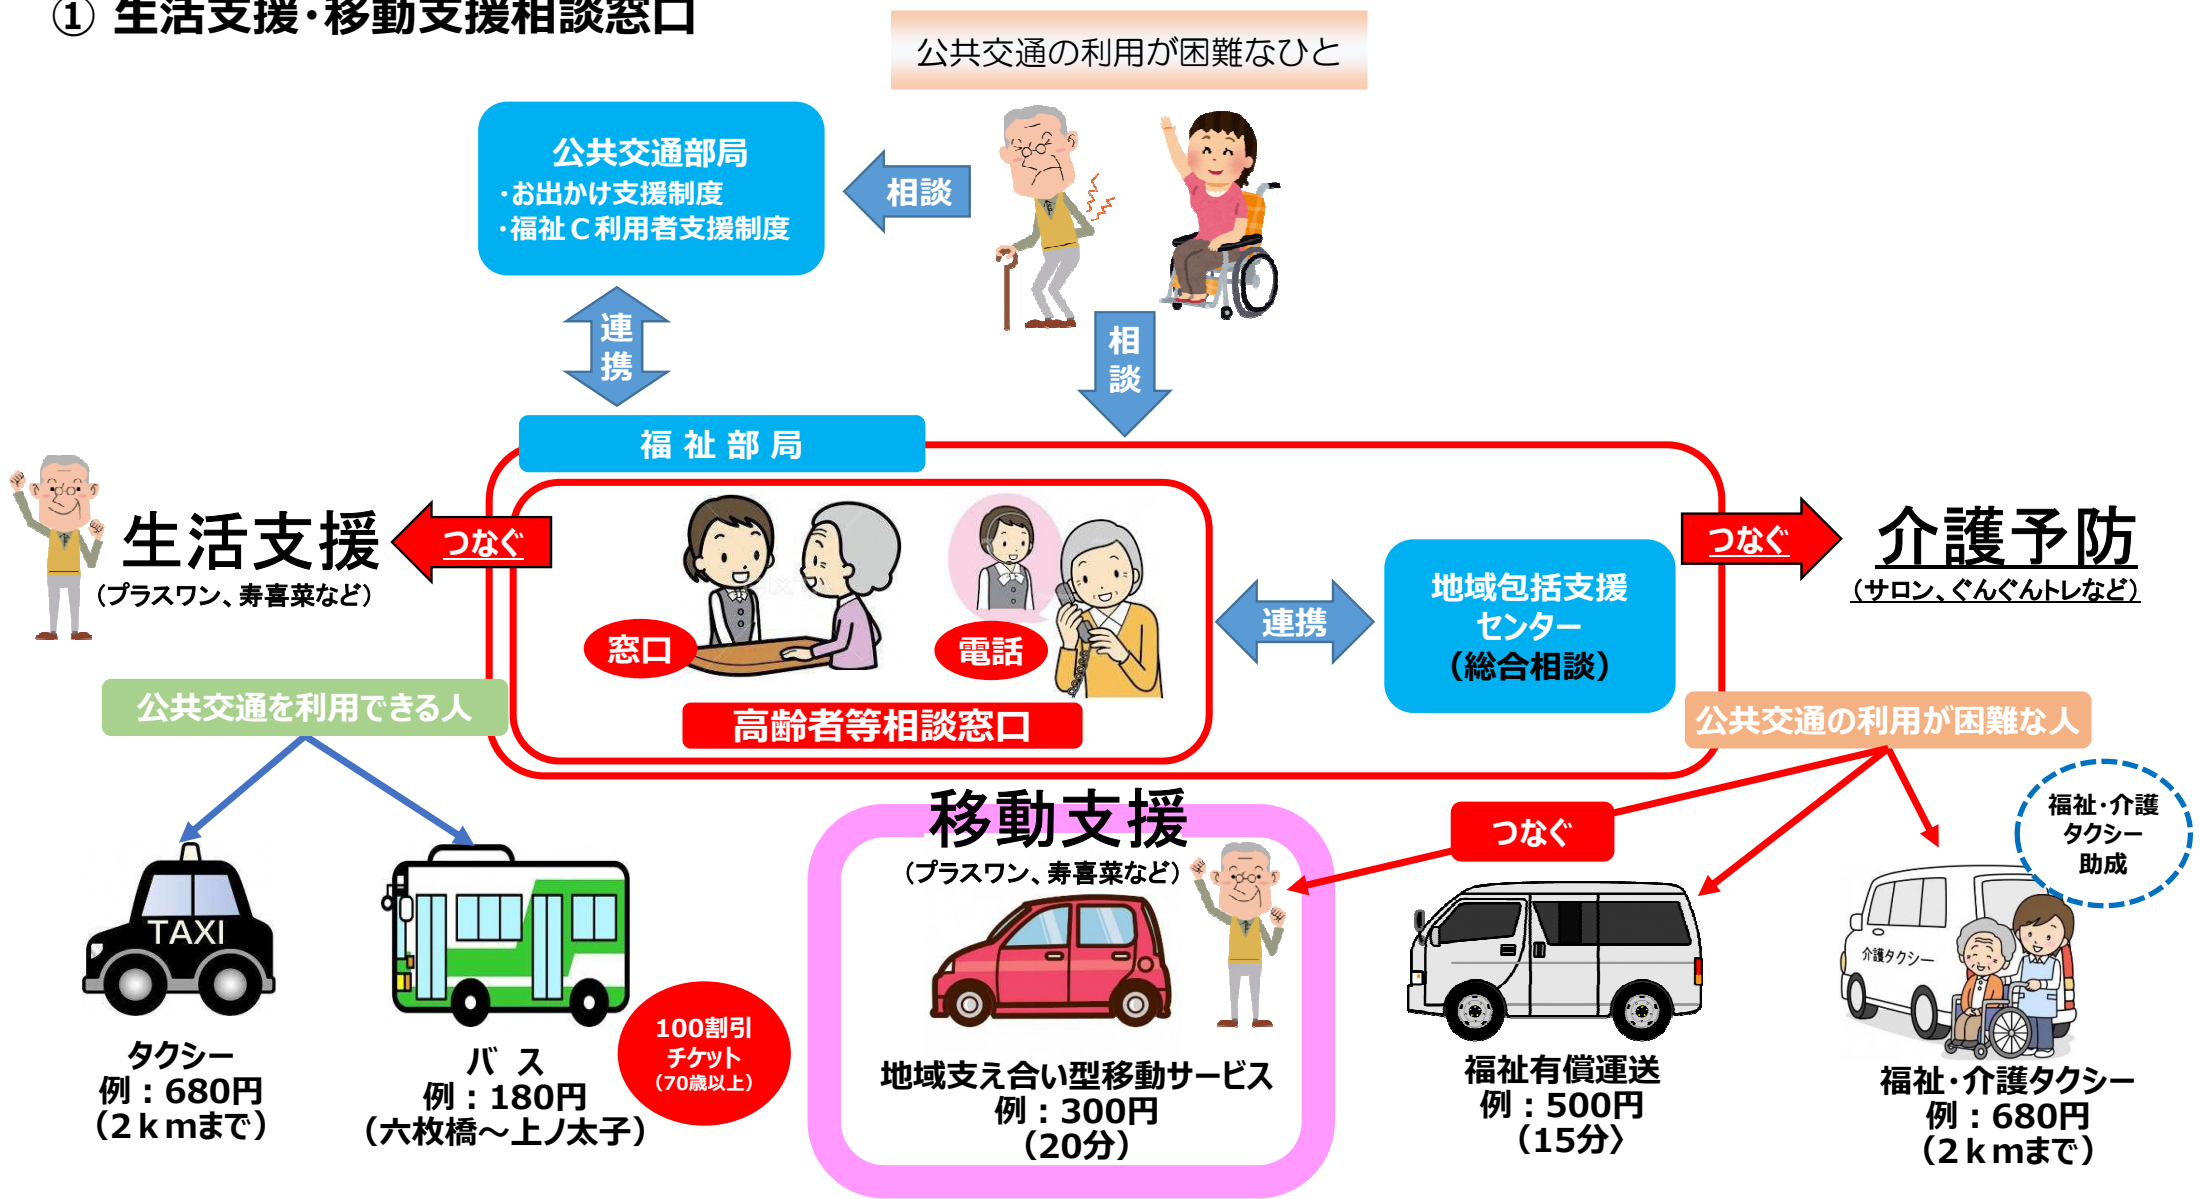 ① 生活支援・移動支援相談窓口
公共交通の利用が困難なひと
公共交通部局
・お出かけ支援制度
・福祉Ｃ利用者支援制度
相談
連
携
相
談
福 祉 部 局
生活支援
（プラスワン、寿喜菜など）
つなぐ
窓口
電話
高齢者等相談窓口
連携
地域包括支援
センター
（総合相談）
つなぐ
介護予防
（サロン、ぐんぐんトレなど）
公共交通を利用できる人
公共交通の利用が困難な人
移動支援
（プラスワン、寿喜菜など）
つなぐ
福祉・介護
タクシー
助成
TAXI
介護タクシー
タクシー
例：680円
（2ｋｍまで）
バ ス
例：180円
（六枚橋～上ノ太子）
100割引
チケット
（70歳以上）
地域支え合い型移動サービス
例：300円
（20分）
福祉有償運送
例：500円
（15分〉
福祉・介護タクシー
例：680円
（2ｋｍまで）